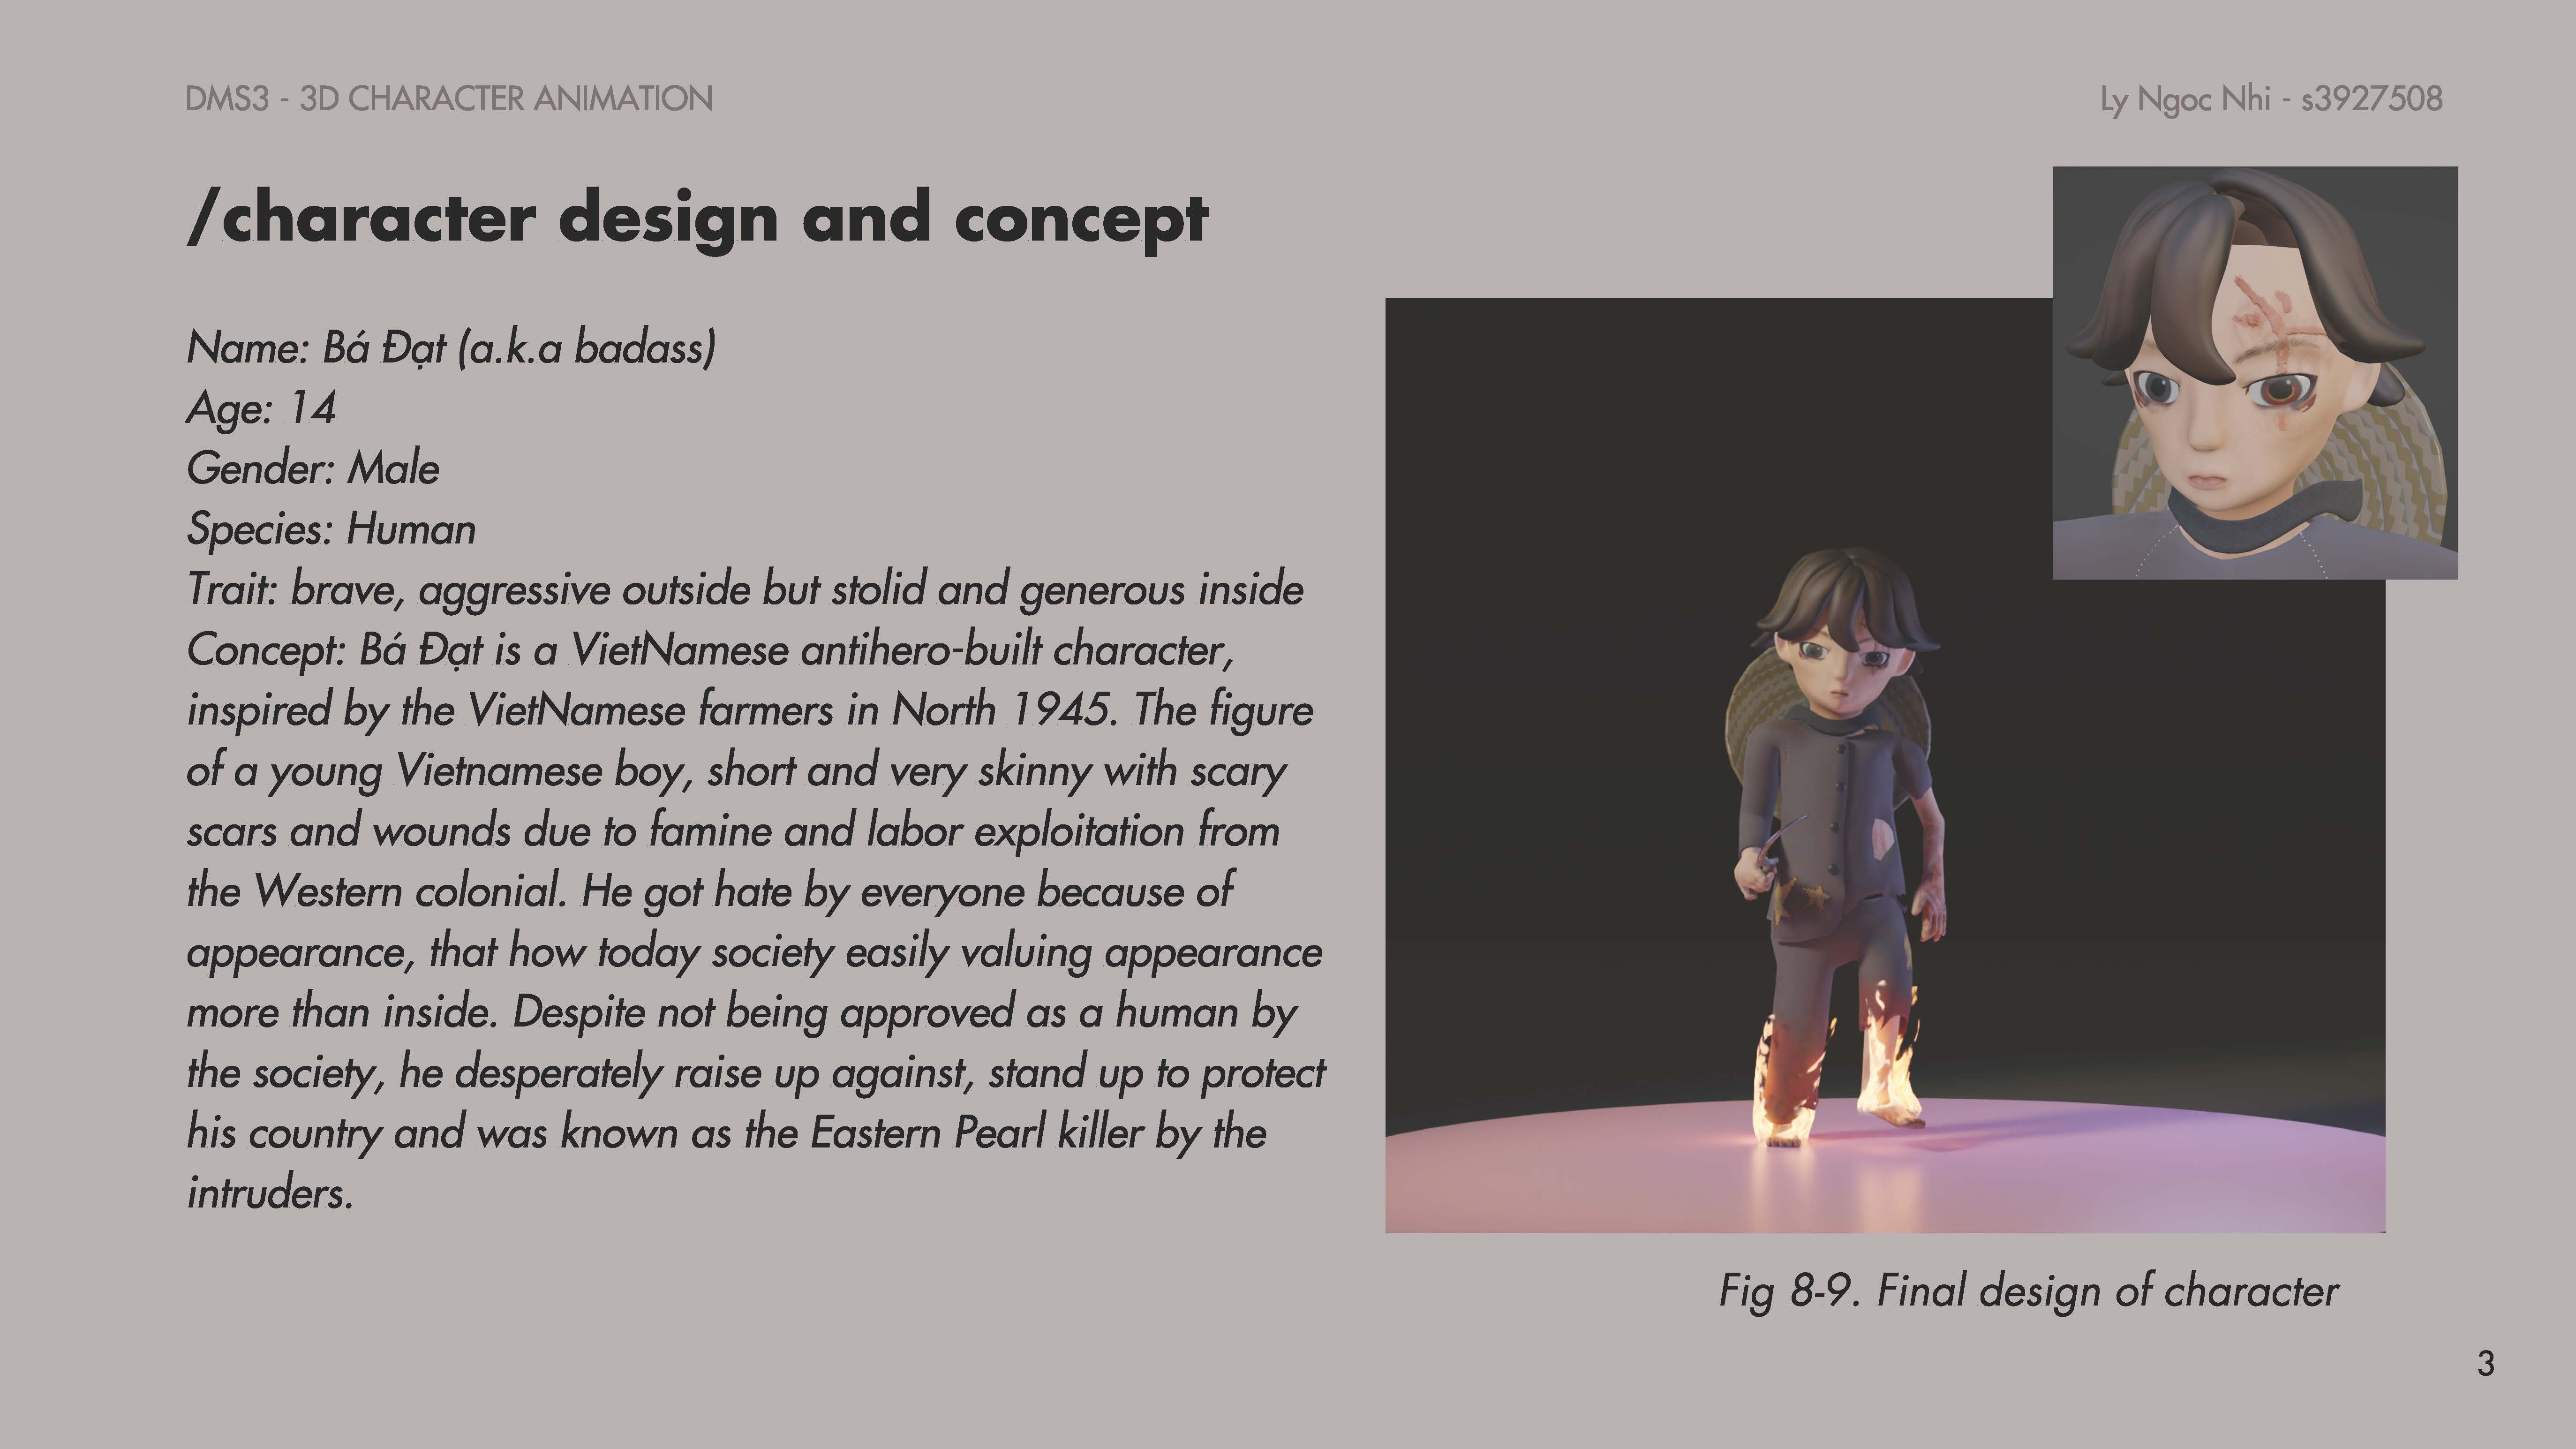 DMS3 - 3D CHARACTER ANIMATION
Ly Ngoc Nhi - s3927508
/character design and concept
Name: Bá Đạt (a.k.a badass)
Age: 14
Gender: Male
Species: Human
Trait: brave, aggressive outside but stolid and generous inside
Concept: Bá Đạt is a VietNamese antihero-built character,
inspired by the VietNamese farmers in North 1945. The figure
of a young Vietnamese boy, short and very skinny with scary
scars and wounds due to famine and labor exploitation from
the Western colonial. He got hate by everyone because of
appearance, that how today society easily valuing appearance
more than inside. Despite not being approved as a human by
the society, he desperately raise up against, stand up to protect
his country and was known as the Eastern Pearl killer by the
intruders.
Fig 8-9. Final design of character
3